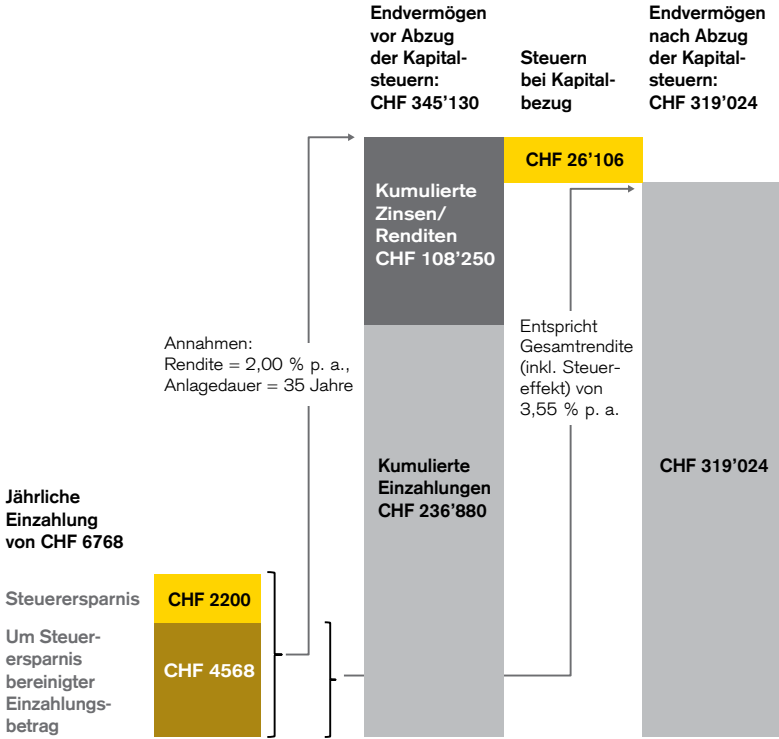 Endvermögen
vor Abzug
der Kapital-
steuern:
CHF 345’130
Steuern
bei Kapital-
bezug
Endvermögen
nach Abzug
der Kapital-
steuern:
CHF 319’024
CHF 26’106
Kumulierte
Zinsen/
Renditen
CHF 108’250
Annahmen:
Rendite = 2,00 % p. a.,
Anlagedauer = 35 Jahre
Entspricht
Gesamtrendite
(inkl. Steuer-
effekt) von
3,55 % p. a.
Kumulierte
Einzahlungen
CHF 236’880
CHF 319’024
Jährliche
Einzahlung
von CHF 6768
Steuerersparnis
CHF 2200
Um Steuer-
ersparnis
bereinigter
Einzahlungs-
betrag
CHF 4568